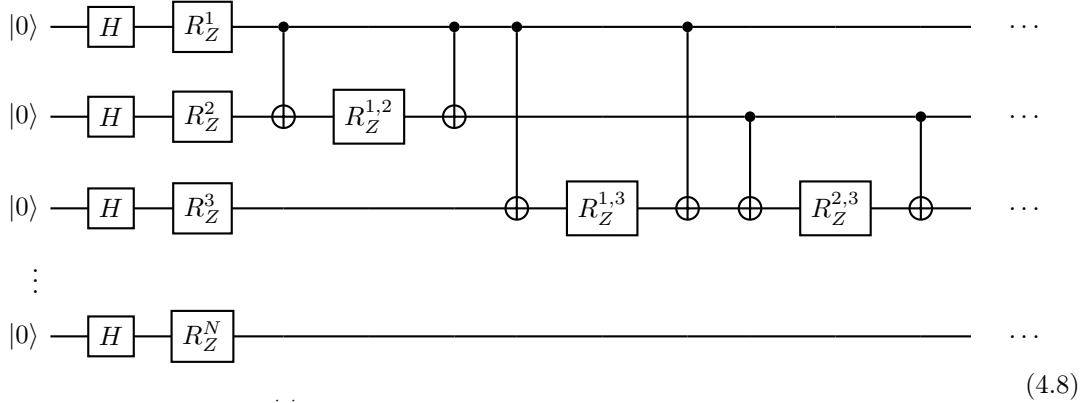 |0⟩ H R_Z^1 ···
|0⟩ H R_Z^2 R_Z^{1,2} ···
|0⟩ H R_Z^3 R_Z^{1,3} R_Z^{2,3} ···
⋮
|0⟩ H R_Z^N ···
(4.8)